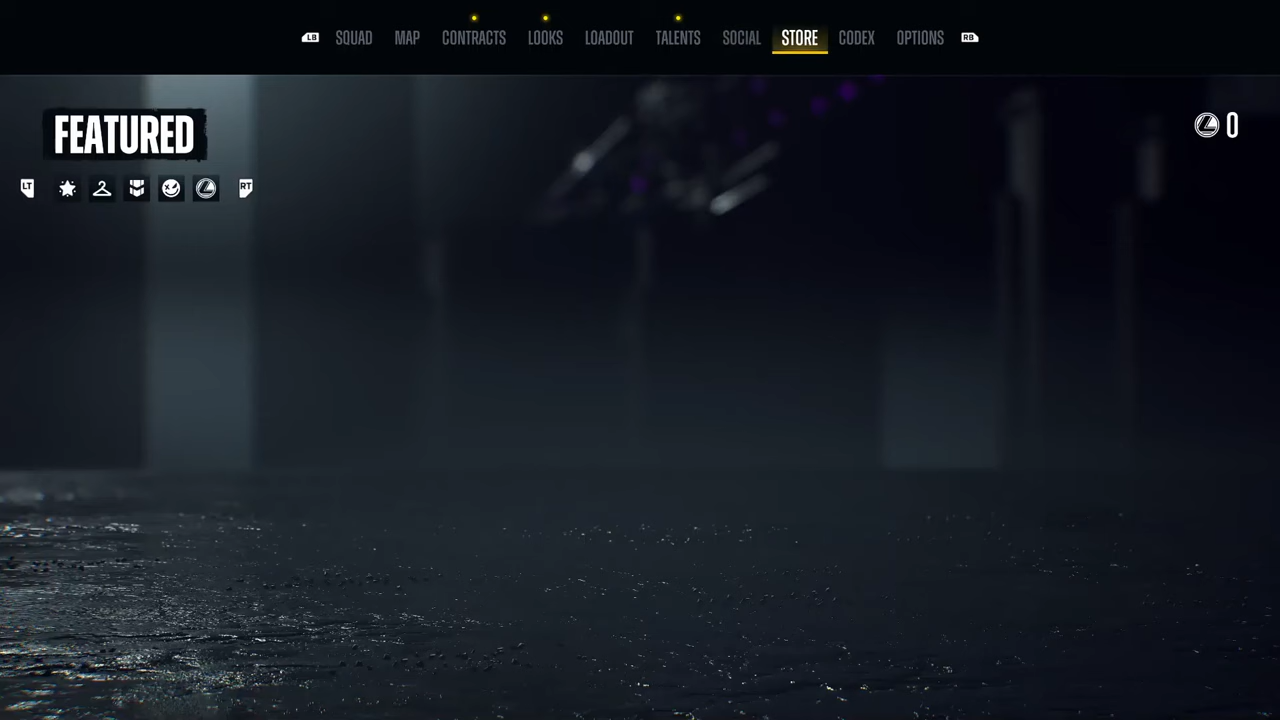 LB SQUAD MAP CONTRACTS LOOKS LOADOUT TALENTS SOCIAL STORE CODEX OPTIONS RB
FEATURED
0
LT RT